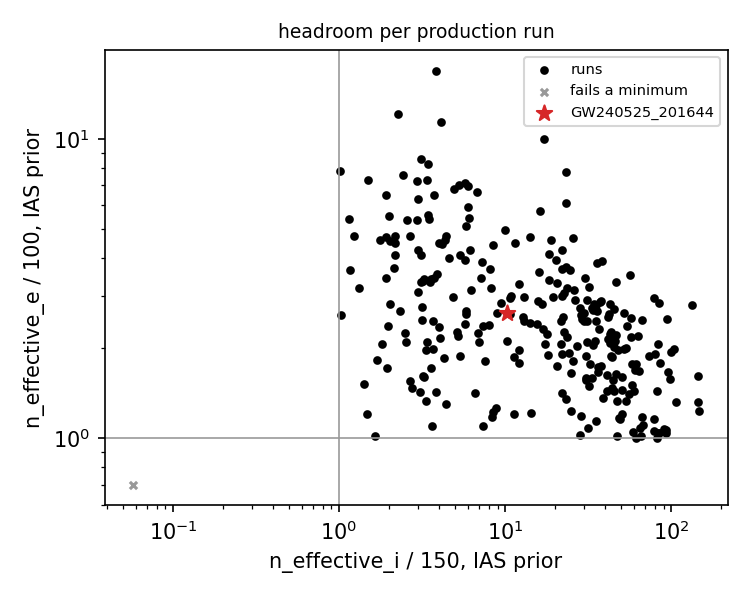 headroom per production run
runs
fails a minimum
GW240525_201644
10¹
10⁰
n_effective_e / 100, IAS prior
10⁻¹
10⁰
10¹
10²
n_effective_i / 150, IAS prior